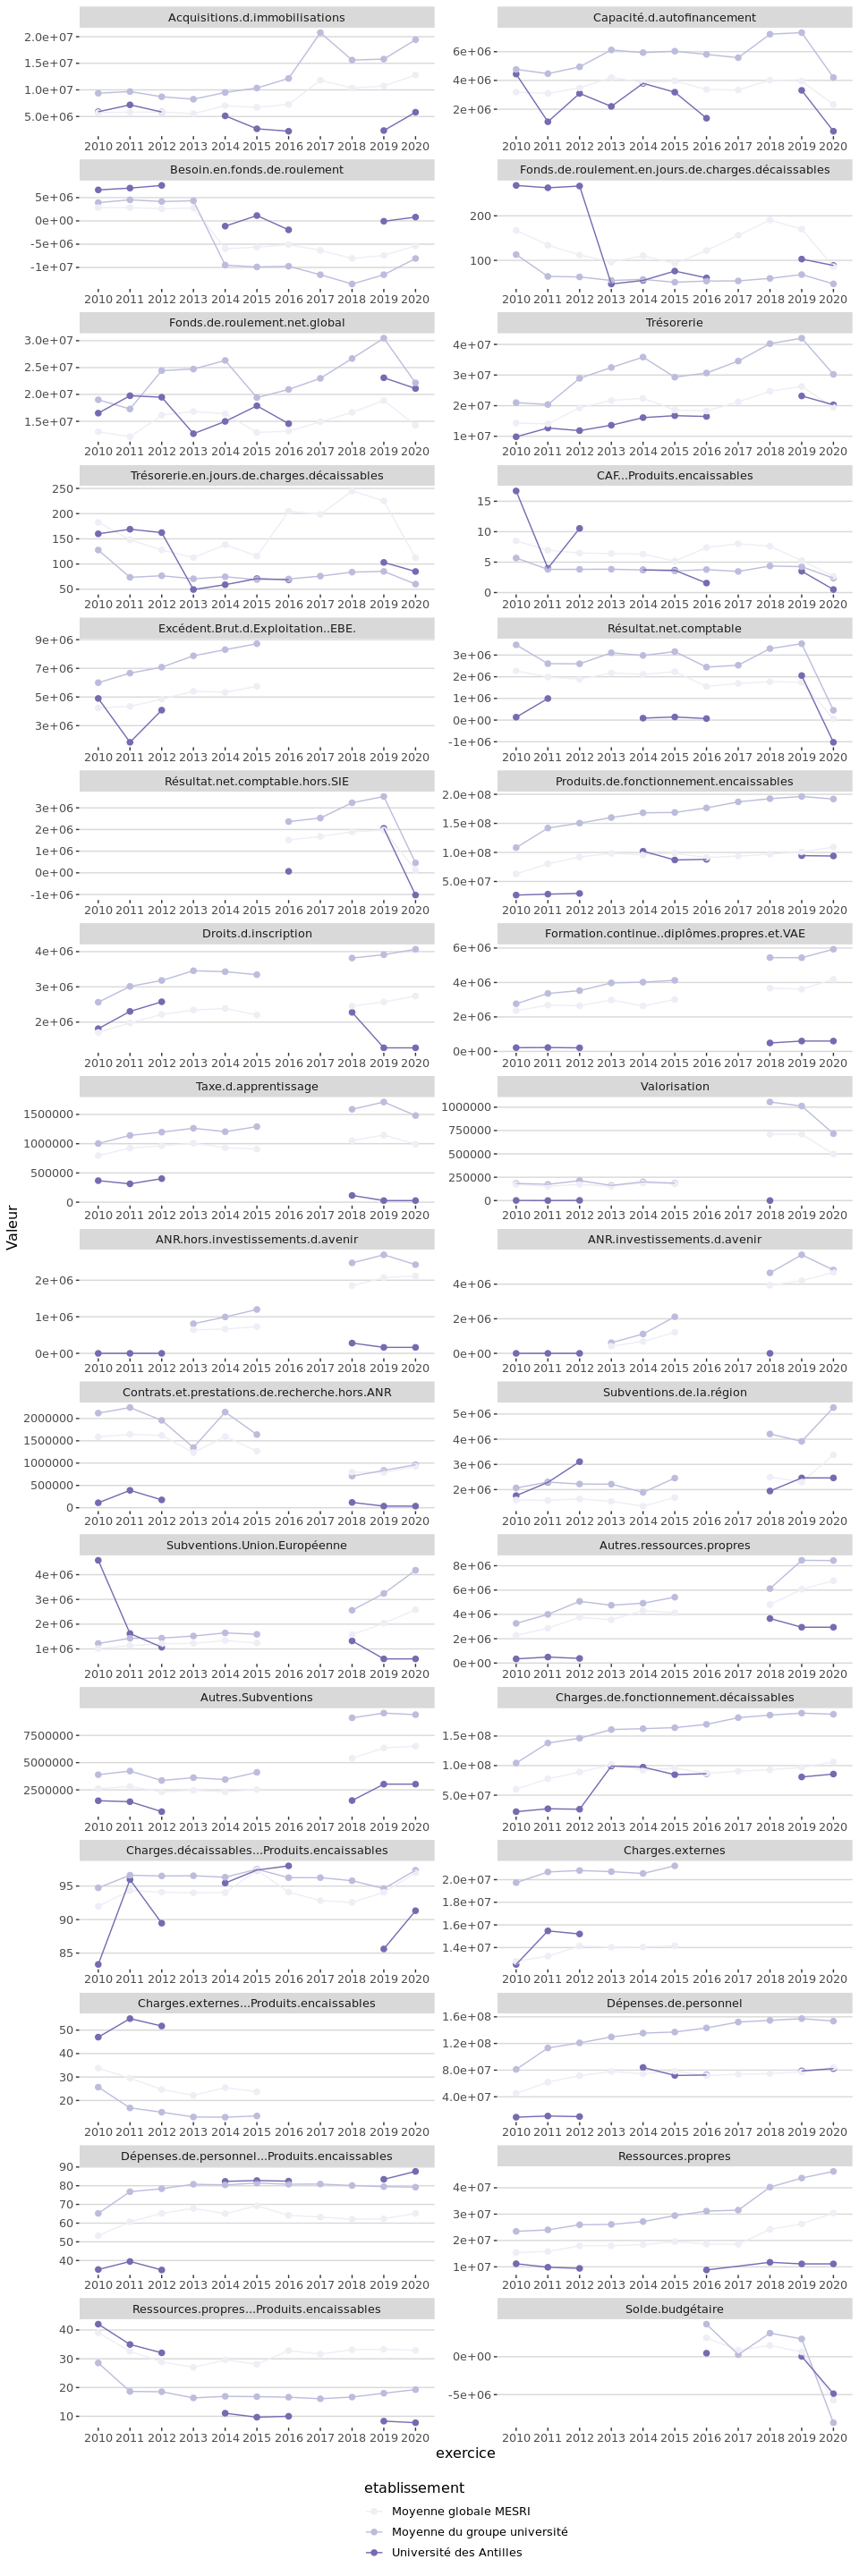 Acquisitions.d.immobilisations
2.0e+07
1.5e+07
1.0e+07
5.0e+06
2010 2011 2012 2013 2014 2015 2016 2017 2018 2019 2020
Capacité.d.autofinancement
6e+06
4e+06
2e+06
2010 2011 2012 2013 2014 2015 2016 2017 2018 2019 2020
Besoin.en.fonds.de.roulement
5e+06
0e+00
-5e+06
-1e+07
2010 2011 2012 2013 2014 2015 2016 2017 2018 2019 2020
Fonds.de.roulement.en.jours.de.charges.décaissables
200
100
2010 2011 2012 2013 2014 2015 2016 2017 2018 2019 2020
Fonds.de.roulement.net.global
3.0e+07
2.5e+07
2.0e+07
1.5e+07
2010 2011 2012 2013 2014 2015 2016 2017 2018 2019 2020
Trésorerie
4e+07
3e+07
2e+07
1e+07
2010 2011 2012 2013 2014 2015 2016 2017 2018 2019 2020
Trésorerie.en.jours.de.charges.décaissables
250
200
150
100
50
2010 2011 2012 2013 2014 2015 2016 2017 2018 2019 2020
CAF...Produits.encaissables
15
10
5
0
2010 2011 2012 2013 2014 2015 2016 2017 2018 2019 2020
Excédent.Brut.d.Exploitation..EBE.
9e+06
7e+06
5e+06
3e+06
2010 2011 2012 2013 2014 2015 2016 2017 2018 2019 2020
Résultat.net.comptable
3e+06
2e+06
1e+06
0e+00
-1e+06
2010 2011 2012 2013 2014 2015 2016 2017 2018 2019 2020
Résultat.net.comptable.hors.SIE
3e+06
2e+06
1e+06
0e+00
-1e+06
2010 2011 2012 2013 2014 2015 2016 2017 2018 2019 2020
Produits.de.fonctionnement.encaissables
2.0e+08
1.5e+08
1.0e+08
5.0e+07
2010 2011 2012 2013 2014 2015 2016 2017 2018 2019 2020
Droits.d.inscription
4e+06
3e+06
2e+06
2010 2011 2012 2013 2014 2015 2016 2017 2018 2019 2020
Formation.continue..diplômes.propres.et.VAE
6e+06
4e+06
2e+06
0e+00
2010 2011 2012 2013 2014 2015 2016 2017 2018 2019 2020
Taxe.d.apprentissage
1500000
1000000
500000
0
2010 2011 2012 2013 2014 2015 2016 2017 2018 2019 2020
Valorisation
1000000
750000
500000
250000
0
2010 2011 2012 2013 2014 2015 2016 2017 2018 2019 2020
Valeur
ANR.hors.investissements.d.avenir
2e+06
1e+06
0e+00
2010 2011 2012 2013 2014 2015 2016 2017 2018 2019 2020
ANR.investissements.d.avenir
4e+06
2e+06
0e+00
2010 2011 2012 2013 2014 2015 2016 2017 2018 2019 2020
Contrats.et.prestations.de.recherche.hors.ANR
2000000
1500000
1000000
500000
0
2010 2011 2012 2013 2014 2015 2016 2017 2018 2019 2020
Subventions.de.la.région
5e+06
4e+06
3e+06
2e+06
2010 2011 2012 2013 2014 2015 2016 2017 2018 2019 2020
Subventions.Union.Européenne
4e+06
3e+06
2e+06
1e+06
2010 2011 2012 2013 2014 2015 2016 2017 2018 2019 2020
Autres.ressources.propres
8e+06
6e+06
4e+06
2e+06
0e+00
2010 2011 2012 2013 2014 2015 2016 2017 2018 2019 2020
Autres.Subventions
7500000
5000000
2500000
2010 2011 2012 2013 2014 2015 2016 2017 2018 2019 2020
Charges.de.fonctionnement.décaissables
1.5e+08
1.0e+08
5.0e+07
2010 2011 2012 2013 2014 2015 2016 2017 2018 2019 2020
Charges.décaissables...Produits.encaissables
95
90
85
2010 2011 2012 2013 2014 2015 2016 2017 2018 2019 2020
Charges.externes
2.0e+07
1.8e+07
1.6e+07
1.4e+07
2010 2011 2012 2013 2014 2015 2016 2017 2018 2019 2020
Charges.externes...Produits.encaissables
50
40
30
20
2010 2011 2012 2013 2014 2015 2016 2017 2018 2019 2020
Dépenses.de.personnel
1.6e+08
1.2e+08
8.0e+07
4.0e+07
2010 2011 2012 2013 2014 2015 2016 2017 2018 2019 2020
Dépenses.de.personnel...Produits.encaissables
90
80
70
60
50
40
2010 2011 2012 2013 2014 2015 2016 2017 2018 2019 2020
Ressources.propres
4e+07
3e+07
2e+07
1e+07
2010 2011 2012 2013 2014 2015 2016 2017 2018 2019 2020
Ressources.propres...Produits.encaissables
40
30
20
10
2010 2011 2012 2013 2014 2015 2016 2017 2018 2019 2020
Solde.budgétaire
0e+00
-5e+06
2010 2011 2012 2013 2014 2015 2016 2017 2018 2019 2020
exercice
etablissement
Moyenne globale MESRI
Moyenne du groupe université
Université des Antilles